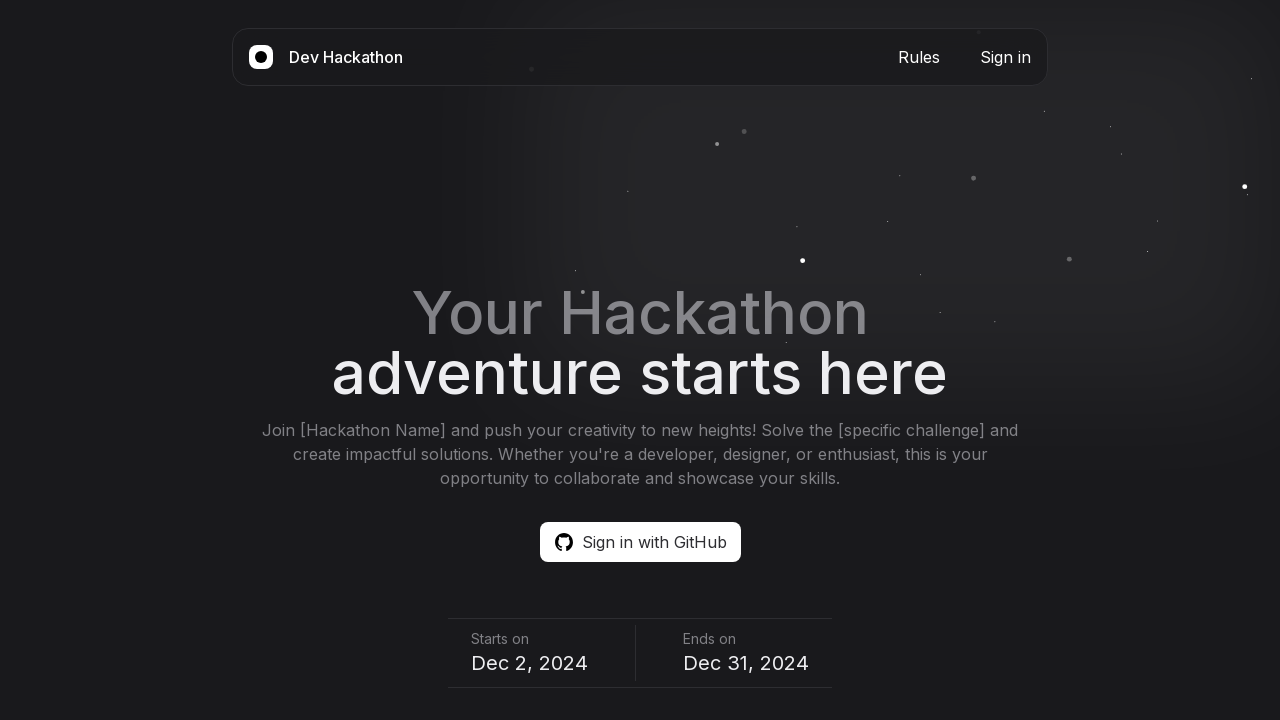 Dev Hackathon
Rules
Sign in
Your Hackathon
adventure starts here
Join [Hackathon Name] and push your creativity to new heights! Solve the [specific challenge] and
create impactful solutions. Whether you're a developer, designer, or enthusiast, this is your
opportunity to collaborate and showcase your skills.
Sign in with GitHub
Starts on
Dec 2, 2024
Ends on
Dec 31, 2024